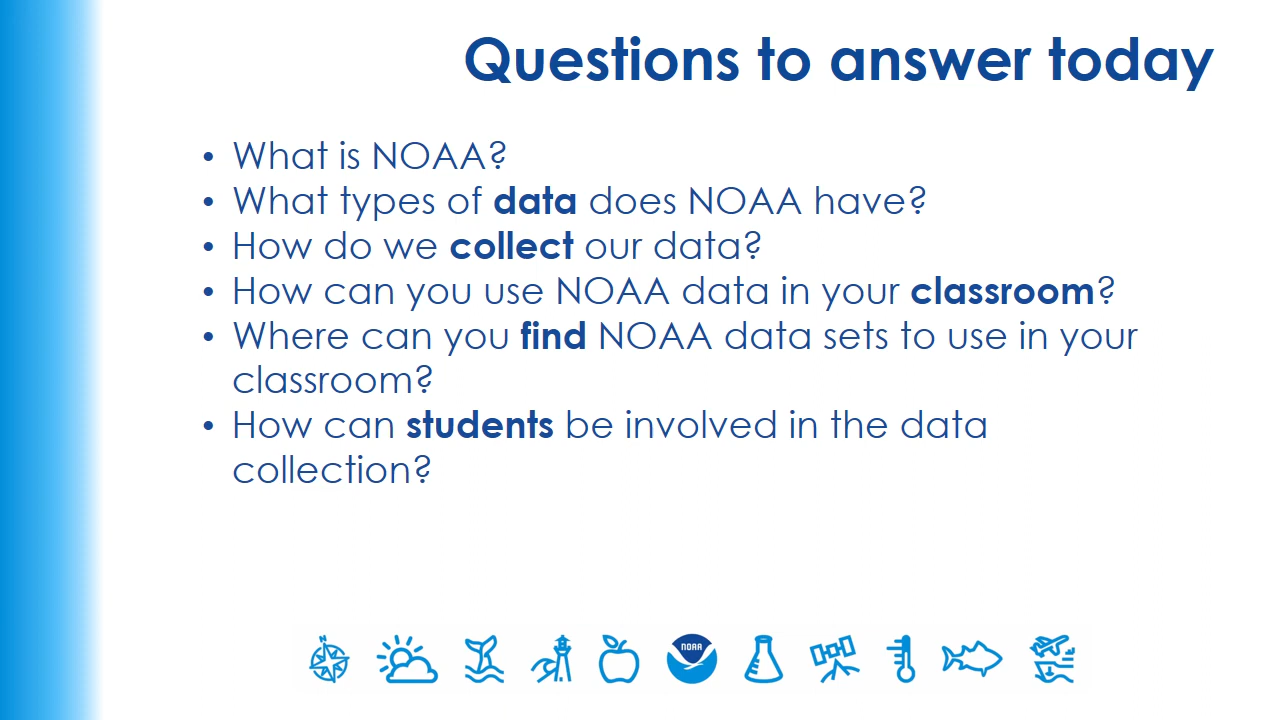 Questions to answer today
• What is NOAA?
• What types of data does NOAA have?
• How do we collect our data?
• How can you use NOAA data in your classroom?
• Where can you find NOAA data sets to use in your
classroom?
• How can students be involved in the data
collection?
N
NOAA